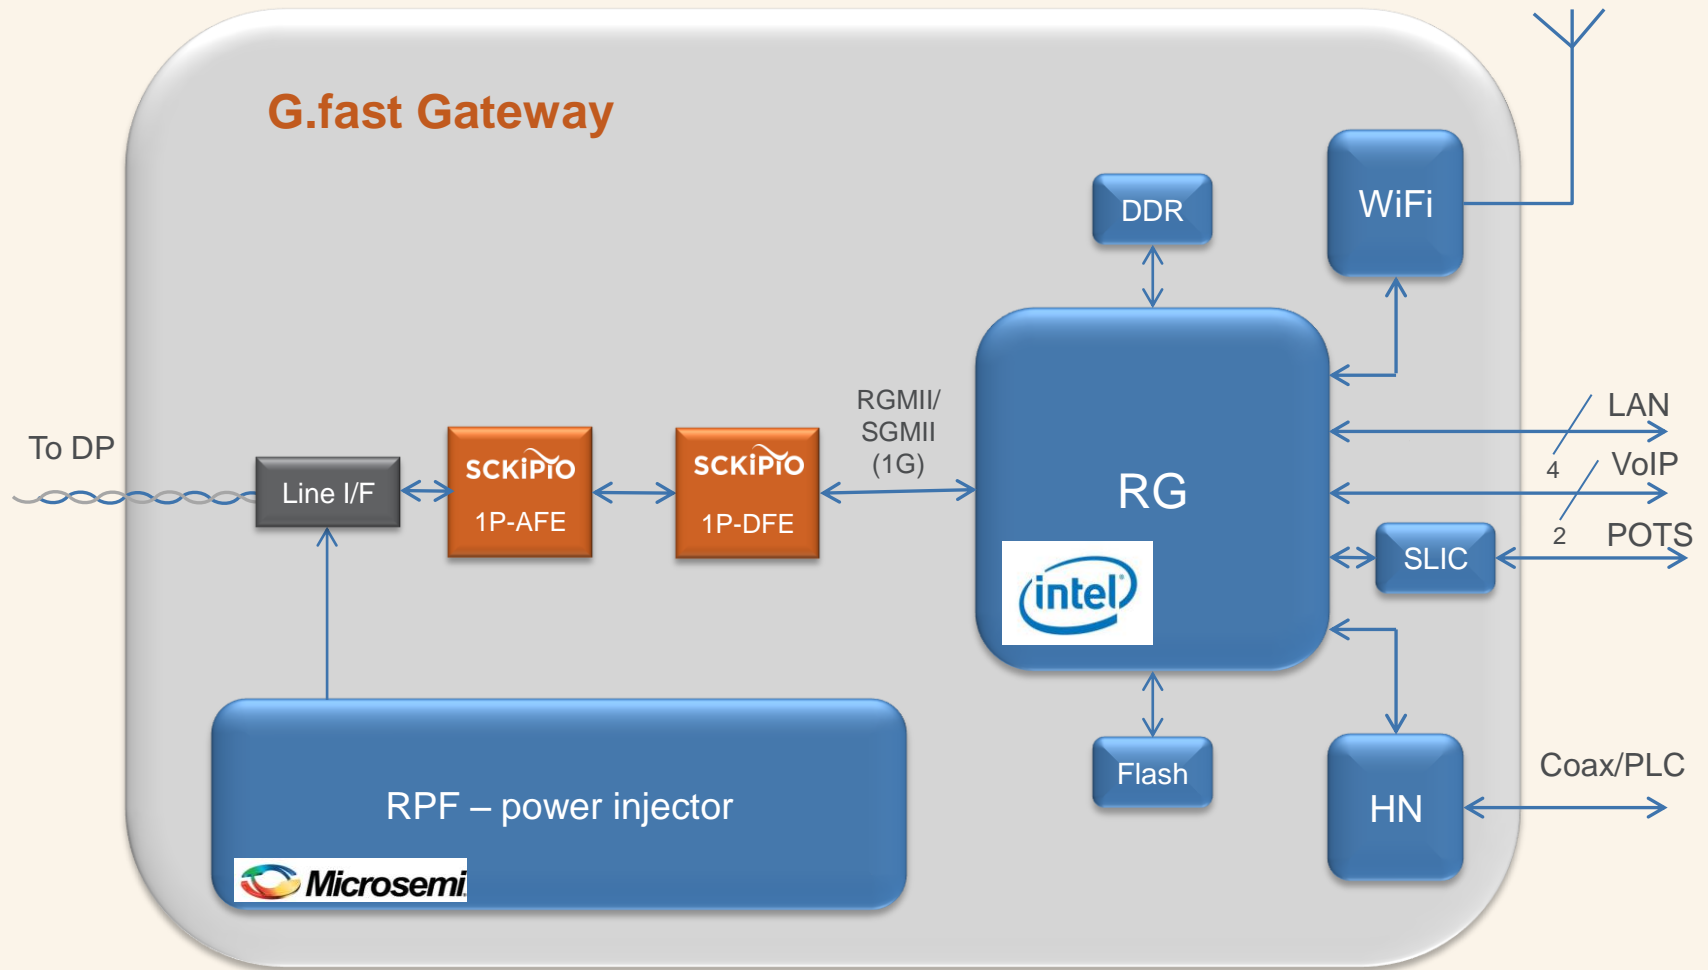 G.fast Gateway
WiFi
DDR
RGMII/
SGMII
(1G)
LAN
To DP
SCKIPIO
SCKIPIO
4
VoIP
Line I/F
1P-AFE
1P-DFE
RG
2
POTS
SLIC
intel
Flash
Coax/PLC
RPF – power injector
HN
Microsemi